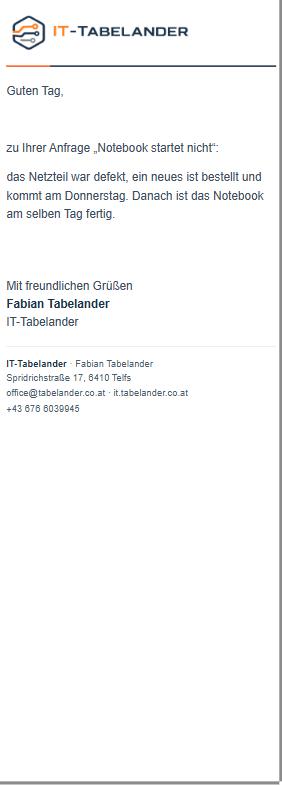 IT-TABELANDER
Guten Tag,
zu Ihrer Anfrage „Notebook startet nicht“:
das Netzteil war defekt, ein neues ist bestellt und
kommt am Donnerstag. Danach ist das Notebook
am selben Tag fertig.
Mit freundlichen Grüßen
Fabian Tabelander
IT-Tabelander
IT-Tabelander · Fabian Tabelander
Spridrichstraße 17, 6410 Telfs
office@tabelander.co.at · it.tabelander.co.at
+43 676 6039945